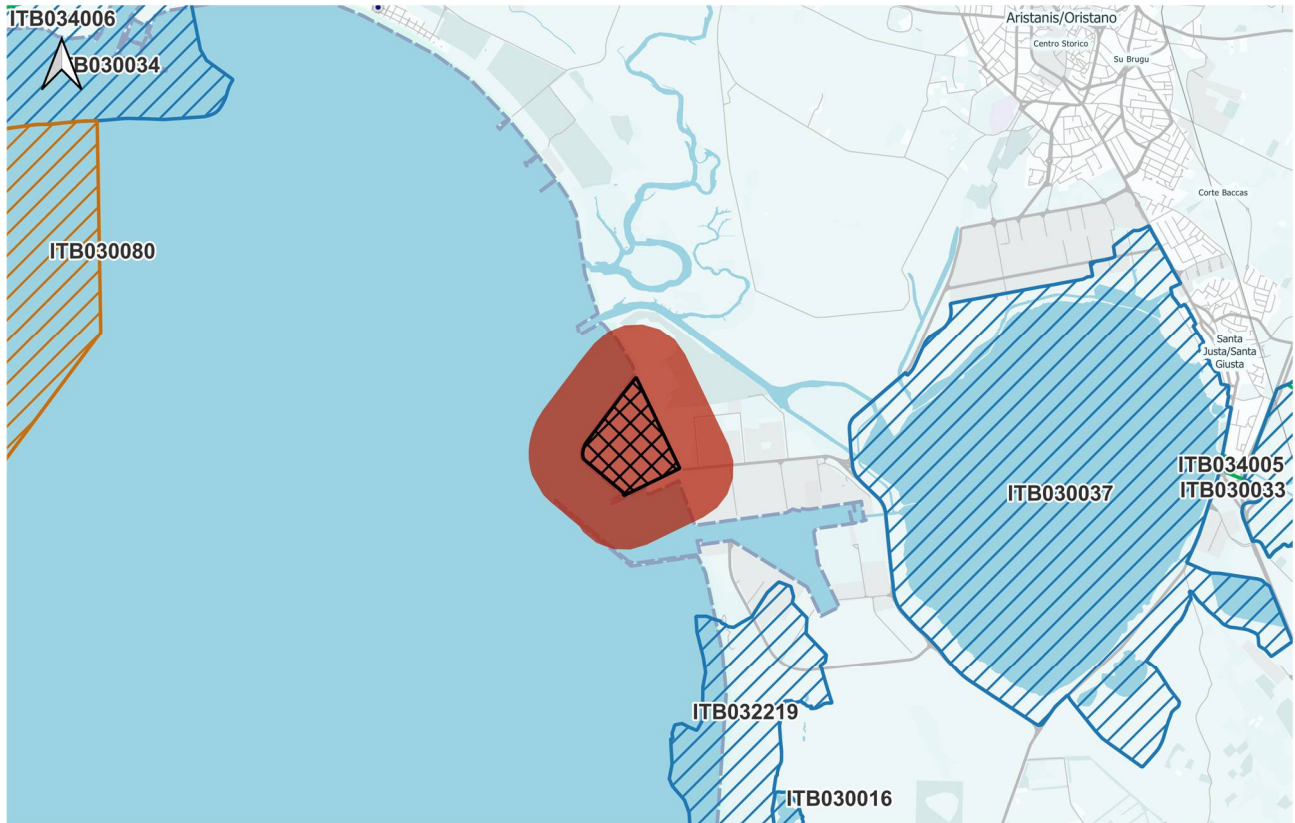 ITB034006
Aristanis/Oristano
Centro Storico
Su Brugu
B030034
Corte Baccas
ITB030080
Santa
Justa/Santa
Giusta
ITB034005
ITB030037
ITB030033
ITB032219
ITB030016